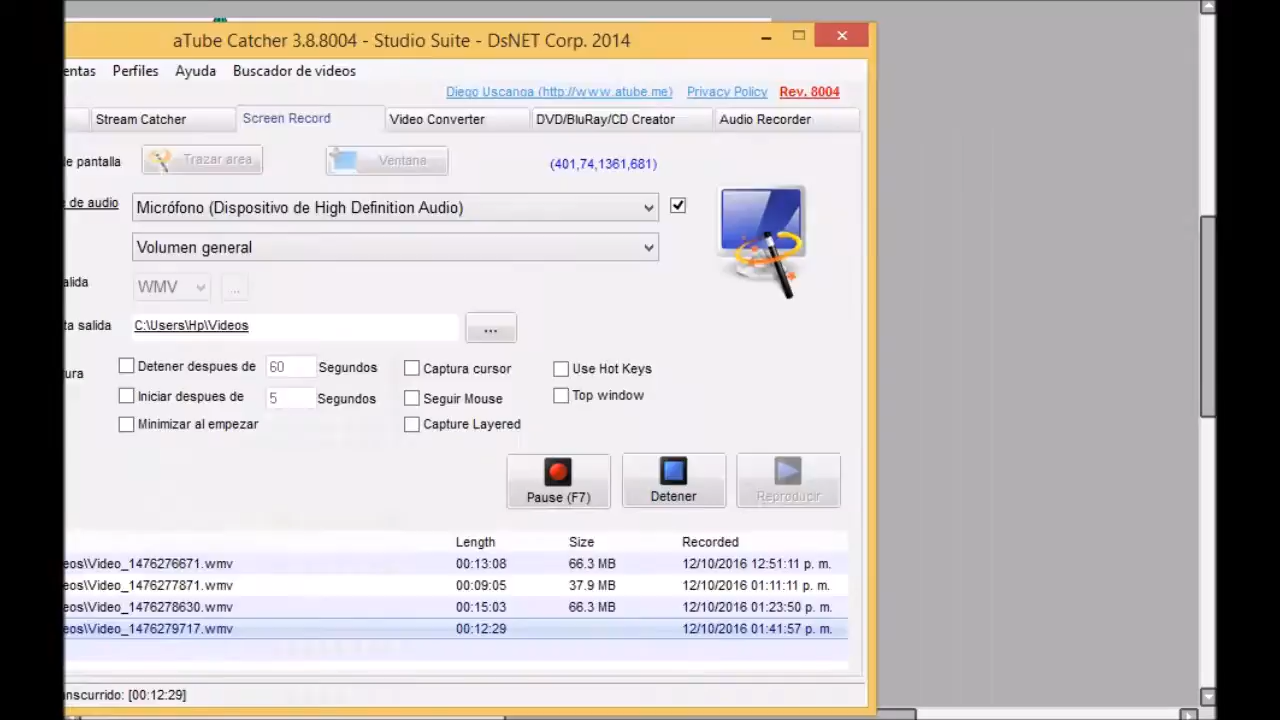 aTube Catcher 3.8.8004 - Studio Suite - DsNET Corp. 2014
entas Perfiles Ayuda Buscador de videos
Diego Uscanga (http://www.atube.me) Privacy Policy Rev. 8004
Stream Catcher Screen Record Video Converter DVD/BluRay/CD Creator Audio Recorder
e pantalla Trazar area Ventana (401,74,1361,681)
e de audio Micrófono (Dispositivo de High Definition Audio)
Volumen general
alida WMV ...
ta salida C:\Users\Hp\Videos ...
ura Detener despues de 60 Segundos Captura cursor Use Hot Keys
Iniciar despues de 5 Segundos Seguir Mouse Top window
Minimizar al empezar Capture Layered
Pause (F7) Detener Reproducir
Length Size Recorded
eos\Video_1476276671.wmv 00:13:08 66.3 MB 12/10/2016 12:51:11 p. m.
eos\Video_1476277871.wmv 00:09:05 37.9 MB 12/10/2016 01:11:11 p. m.
eos\Video_1476278630.wmv 00:15:03 66.3 MB 12/10/2016 01:23:50 p. m.
eos\Video_1476279717.wmv 00:12:29 12/10/2016 01:41:57 p. m.
nscurrido: [00:12:29]